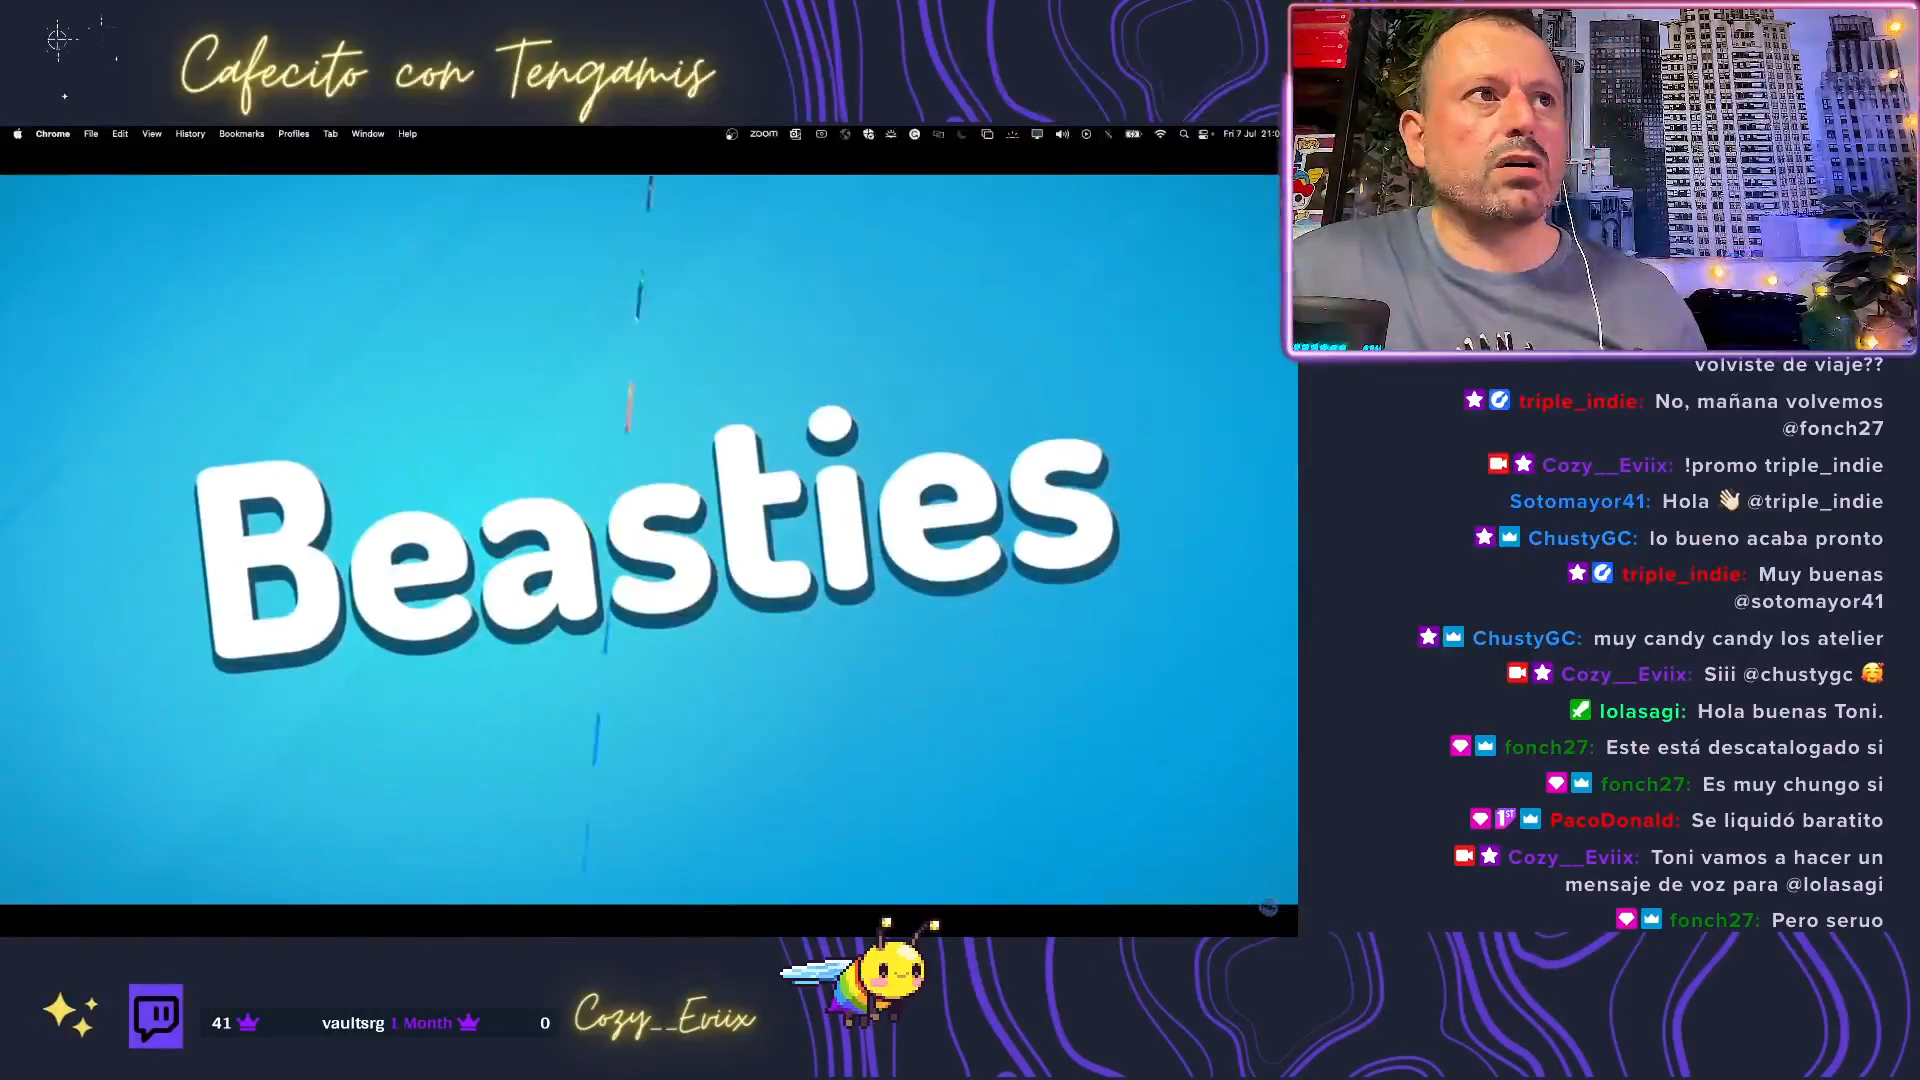 Cafecito con Tengamis
Chrome File Edit View History Bookmarks Profiles Tab Window Help
zoom
Fri 7 Jul 21:0
Beasties
volviste de viaje??
triple_indie: No, mañana volvemos
@fonch27
Cozy__Eviix: !promo triple_indie
Sotomayor41: Hola 👋🏻 @triple_indie
ChustyGC: lo bueno acaba pronto
triple_indie: Muy buenas
@sotomayor41
ChustyGC: muy candy candy los atelier
Cozy__Eviix: Siii @chustygc 🥰
lolasagi: Hola buenas Toni.
fonch27: Este está descatalogado si
fonch27: Es muy chungo si
1ST PacoDonald: Se liquidó baratito
Cozy__Eviix: Toni vamos a hacer un
mensaje de voz para @lolasagi
fonch27: Pero seruo
41
vaultsrg 1 Month
0
Cozy__Eviix